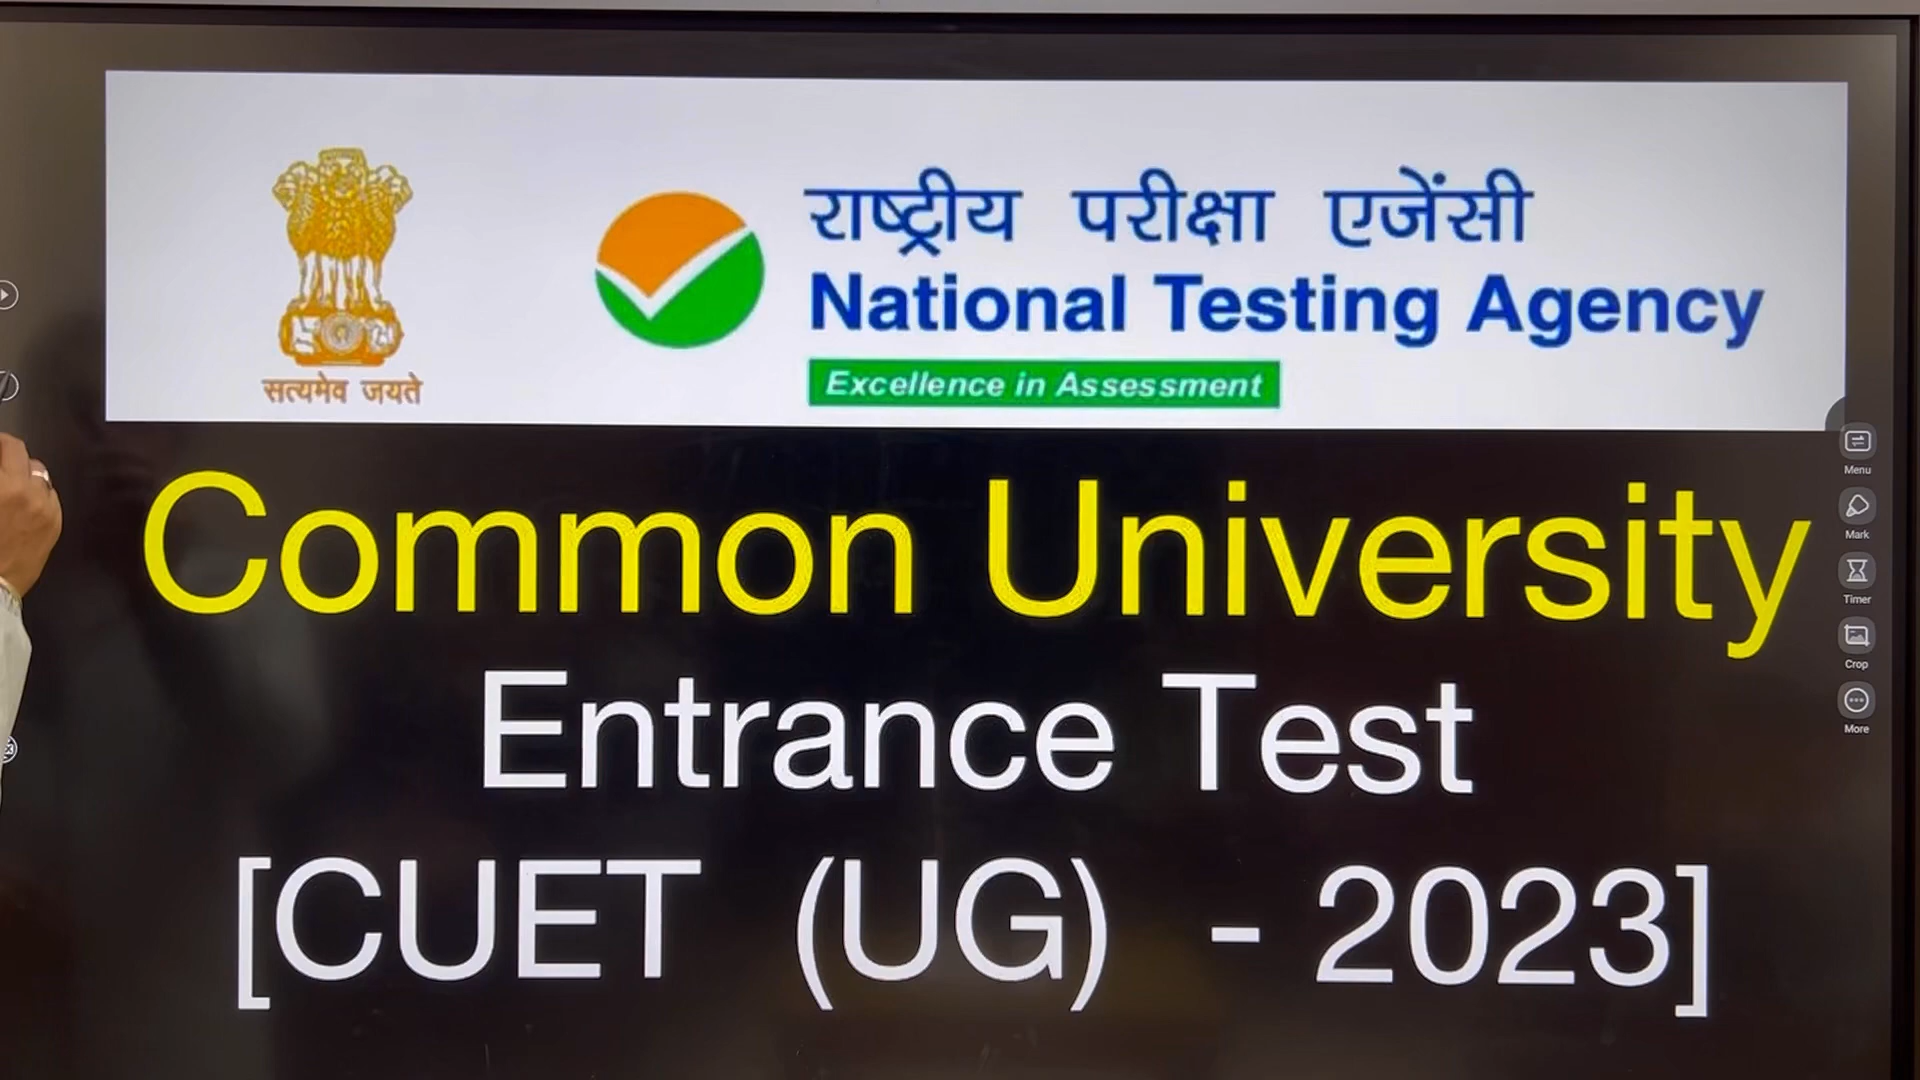 सत्यमेव जयते
राष्ट्रीय परीक्षा एजेंसी
National Testing Agency
Excellence in Assessment
Common University
Entrance Test
[CUET (UG) - 2023]
Menu
Mark
Timer
Crop
More